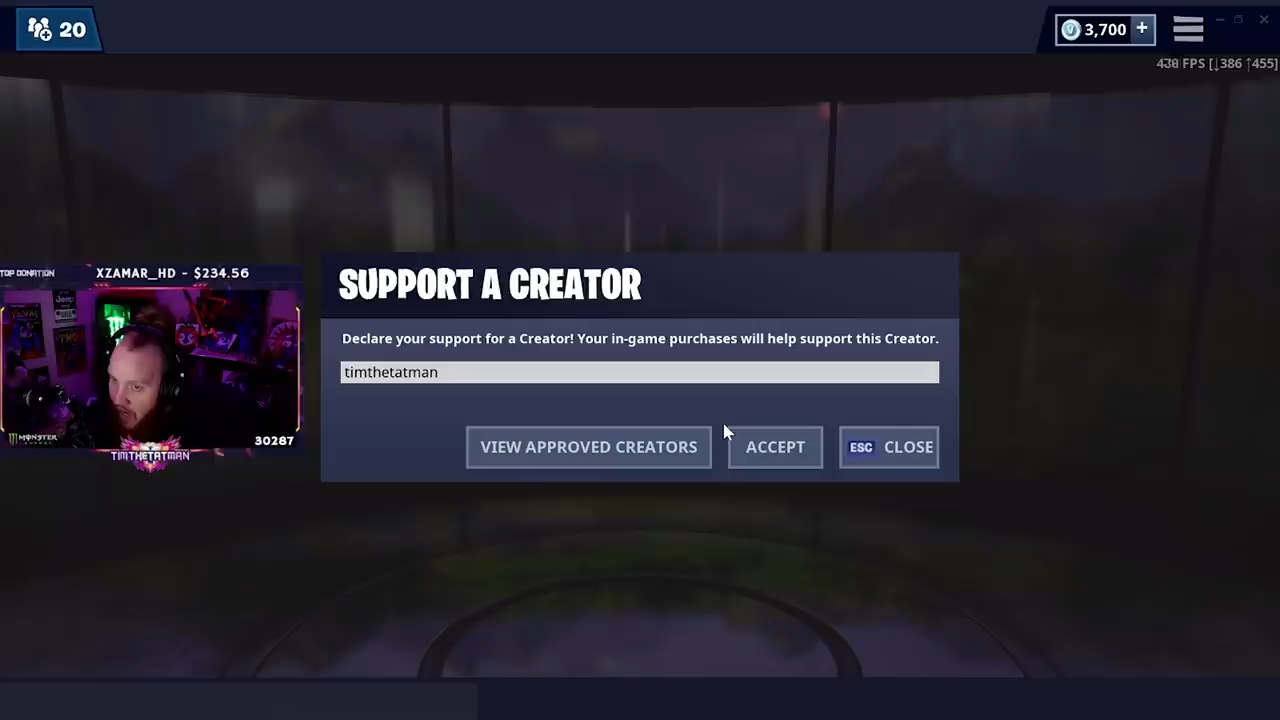 20
3,700 +
FPS [↓386 ↑455]
TOP DONATION XZAMAR_HD - $234.56
SUPPORT A CREATOR
Declare your support for a Creator! Your in-game purchases will help support this Creator.
timthetatman
Jeep
MONSTER
30287
TIMTHETATMAN
VIEW APPROVED CREATORS
ACCEPT
ESC CLOSE